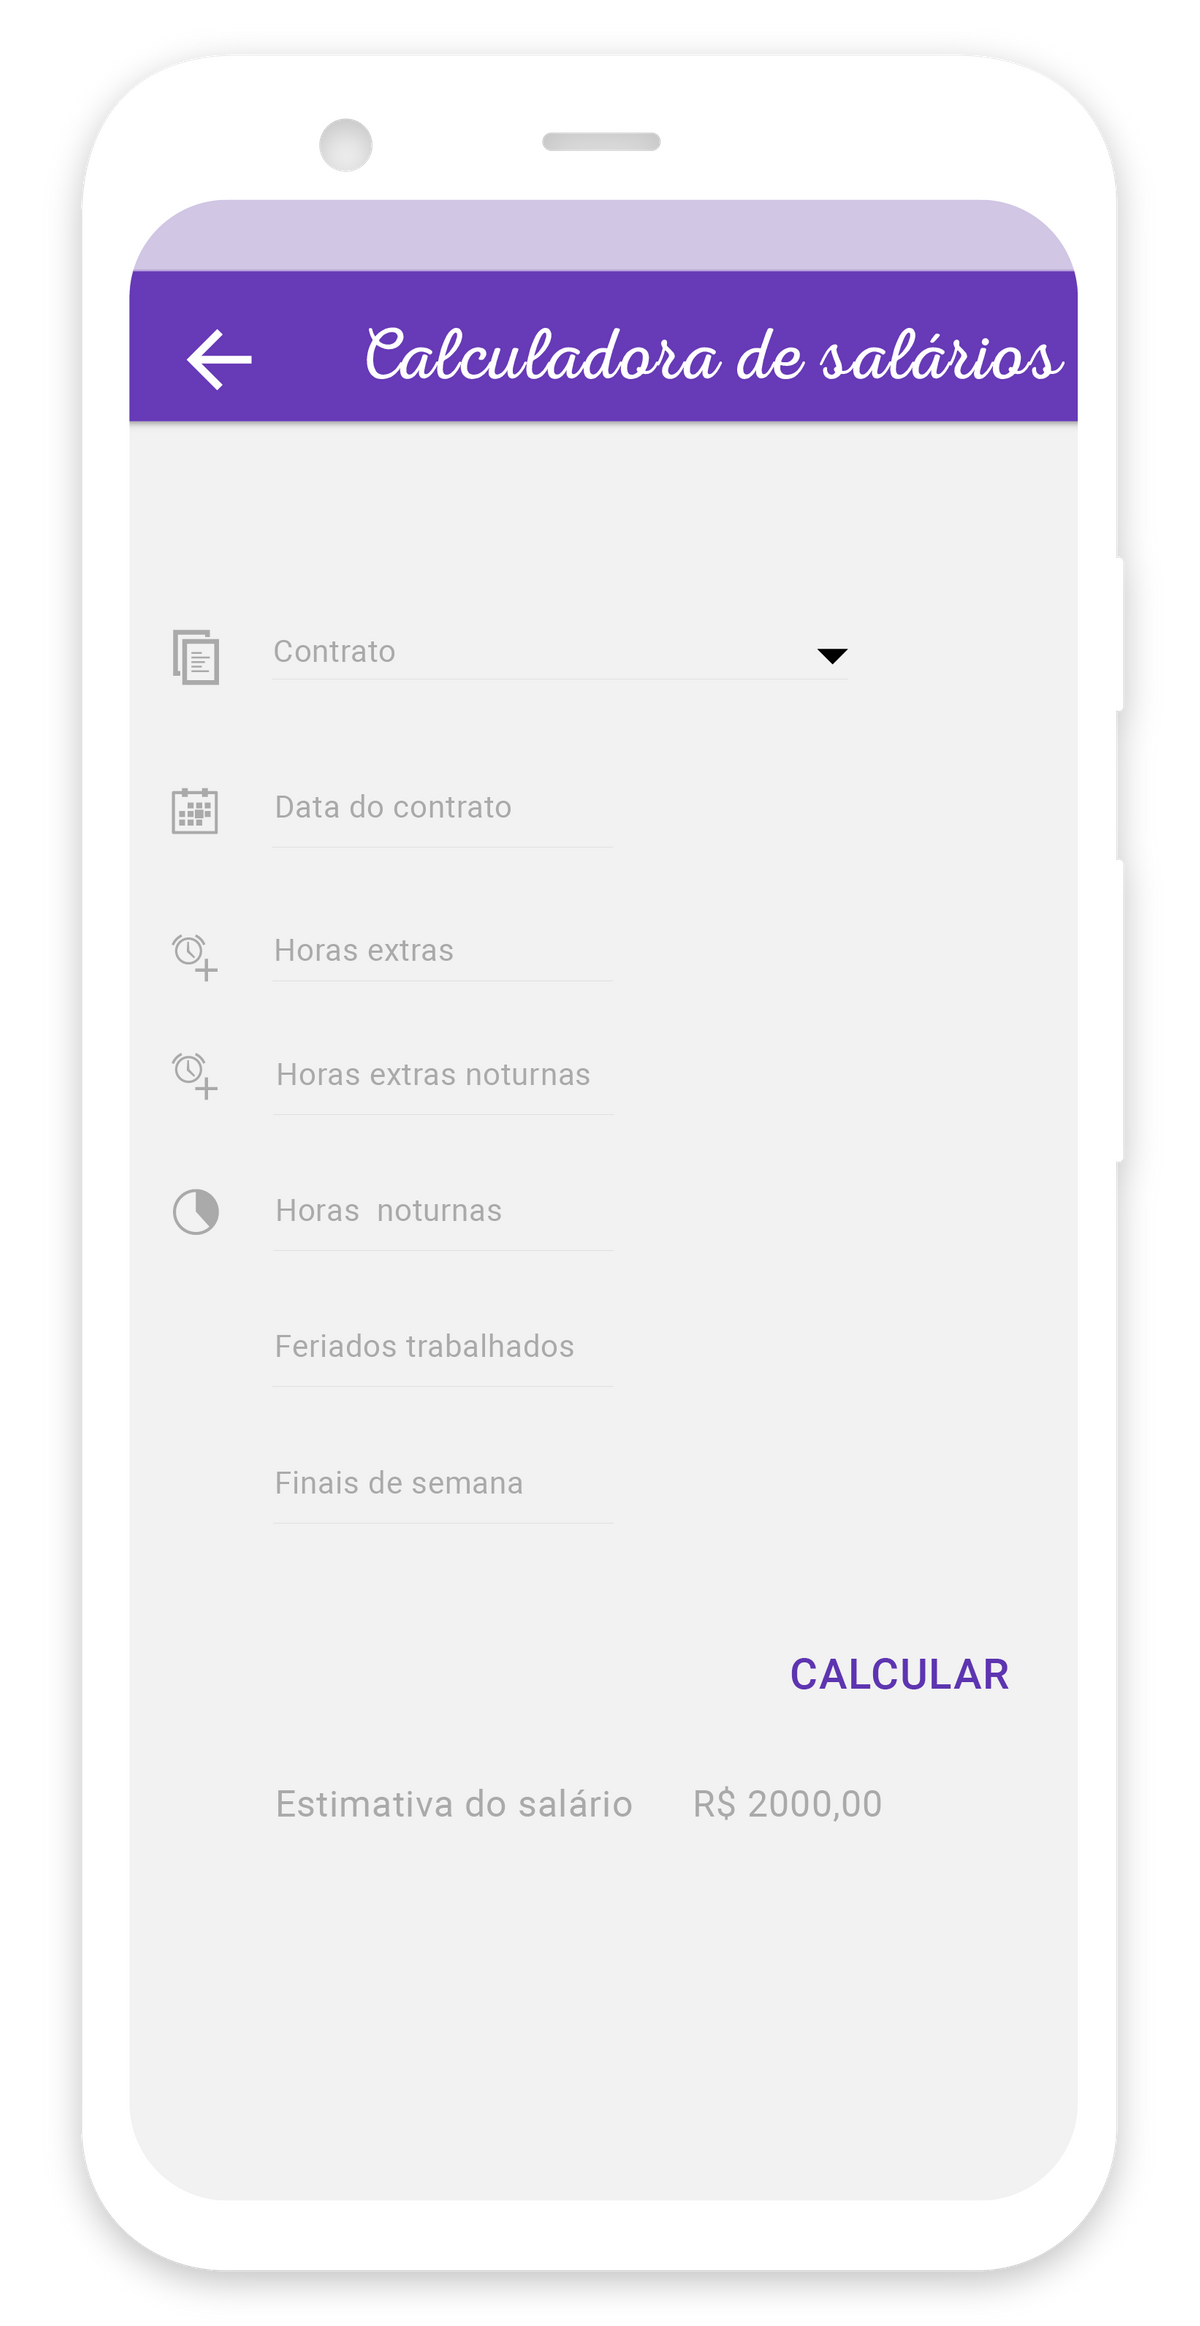 Calculadora de salários
Contrato
Data do contrato
Horas extras
Horas extras noturnas
Horas  noturnas
Feriados trabalhados
Finais de semana
CALCULAR
Estimativa do salário R$ 2000,00